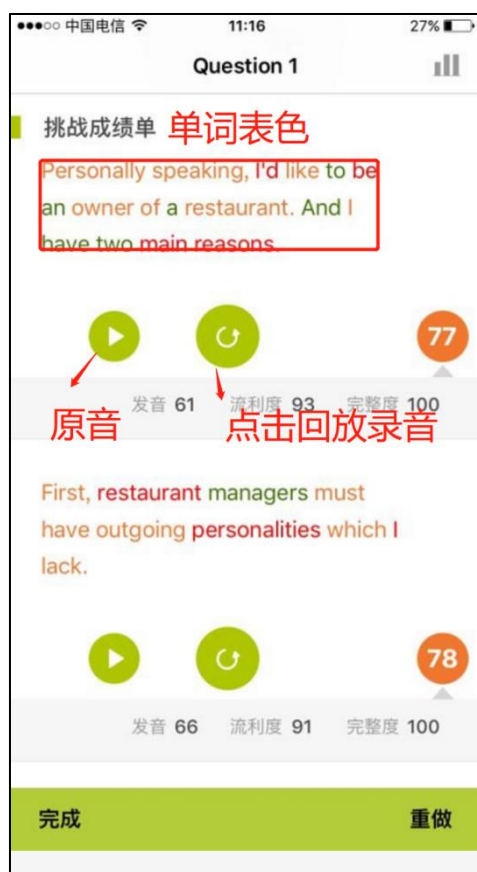 中国电信 11:16 27%
Question 1
挑战成绩单 单词表色
Personally speaking, I'd like to be
an owner of a restaurant. And I
have two main reasons.
77
发音 61 流利度 93 完整度 100
原音 点击回放录音
First, restaurant managers must
have outgoing personalities which I
lack.
78
发音 66 流利度 91 完整度 100
完成 重做